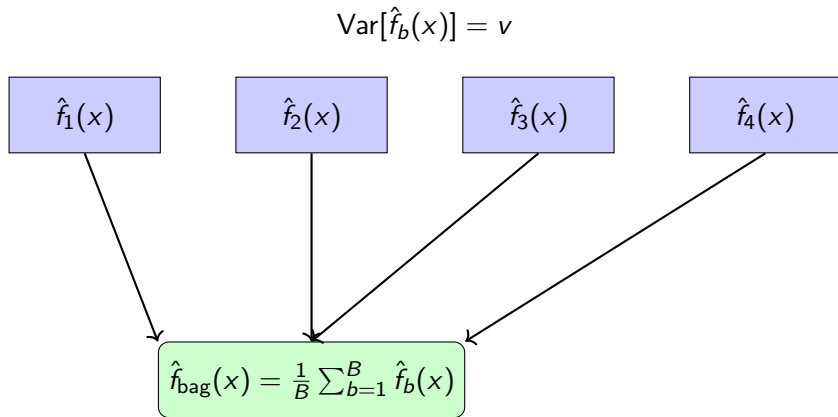 Var[f̂_b(x)] = v
f̂_1(x) f̂_2(x) f̂_3(x) f̂_4(x)
f̂_bag(x) = 1/B ∑_{b=1}^{B} f̂_b(x)